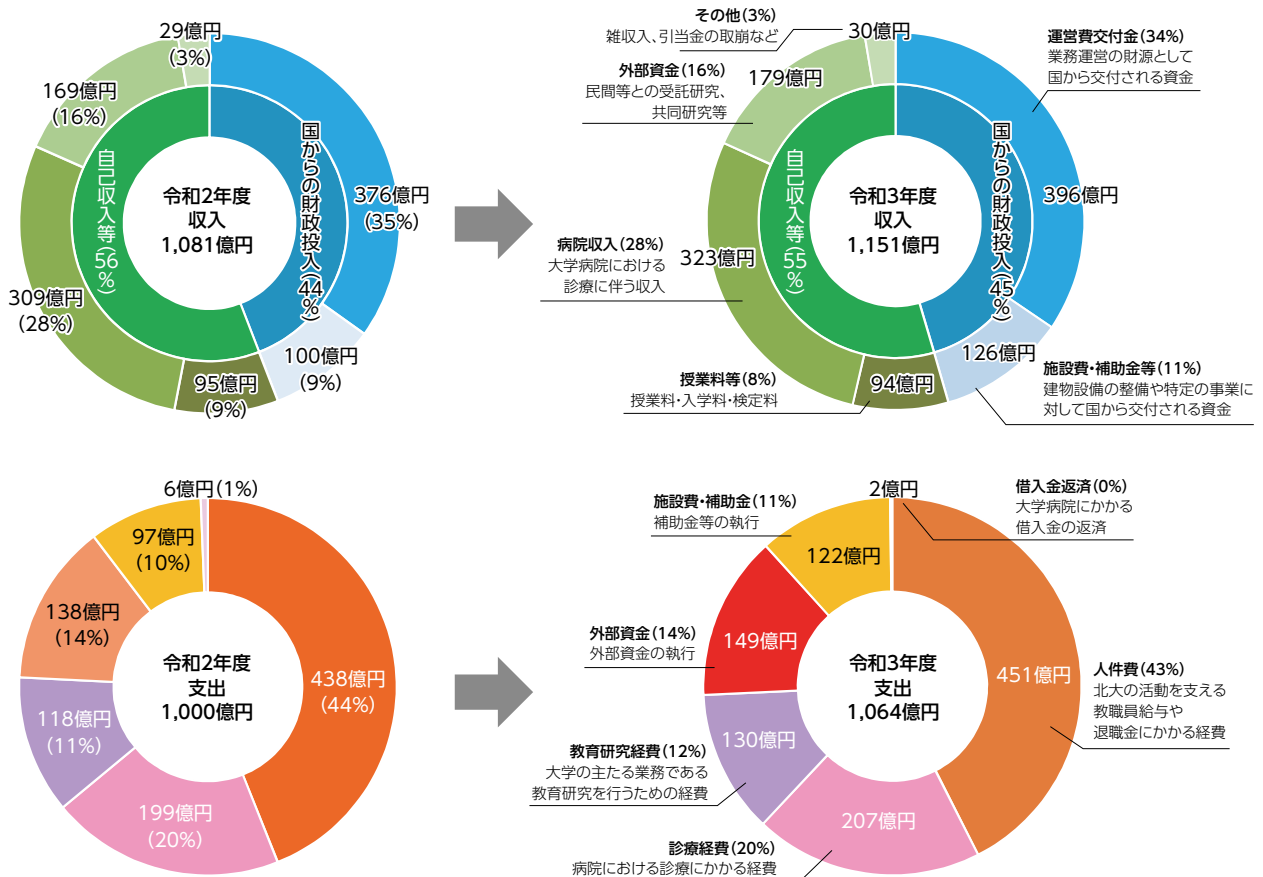 29億円
(3%)
169億円
(16%)
309億円
(28%)
95億円
(9%)
100億円
(9%)
376億円
(35%)
自己収入等(56%)
国からの財政投入(44%)
令和2年度
収入
1,081億円
その他(3%)
雑収入、引当金の取崩など
外部資金(16%)
民間等との受託研究、
共同研究等
病院収入(28%)
大学病院における
診療に伴う収入
授業料等(8%)
授業料・入学料・検定料
30億円
179億円
323億円
94億円
126億円
396億円
自己収入等(55%)
国からの財政投入(45%)
令和3年度
収入
1,151億円
運営費交付金(34%)
業務運営の財源として
国から交付される資金
施設費・補助金等(11%)
建物設備の整備や特定の事業に
対して国から交付される資金
6億円(1%)
97億円
(10%)
138億円
(14%)
118億円
(11%)
199億円
(20%)
438億円
(44%)
令和2年度
支出
1,000億円
施設費・補助金(11%)
補助金等の執行
外部資金(14%)
外部資金の執行
教育研究経費(12%)
大学の主たる業務である
教育研究を行うための経費
診療経費(20%)
病院における診療にかかる経費
2億円
122億円
149億円
130億円
207億円
451億円
令和3年度
支出
1,064億円
借入金返済(0%)
大学病院にかかる
借入金の返済
人件費(43%)
北大の活動を支える
教職員給与や
退職金にかかる経費